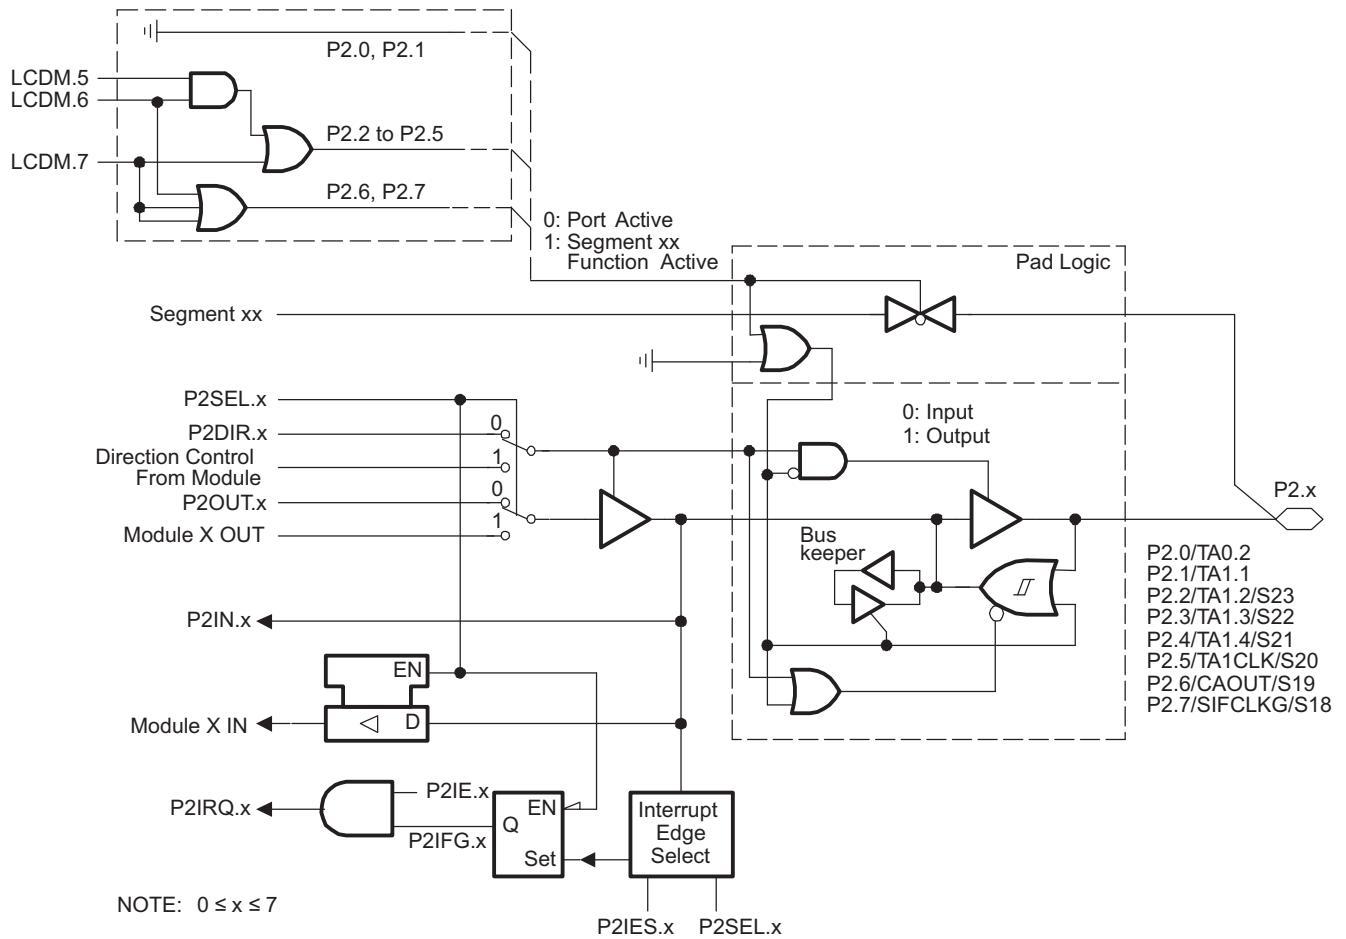 P2.0, P2.1
LCDM.5
LCDM.6
P2.2 to P2.5
LCDM.7
P2.6, P2.7
0: Port Active
1: Segment xx
Function Active
Pad Logic
Segment xx
P2SEL.x
0
P2DIR.x
Direction Control
From Module
1
0
P2OUT.x
1
Module X OUT
0: Input
1: Output
P2.x
Bus
keeper
P2.0/TA0.2
P2.1/TA1.1
P2.2/TA1.2/S23
P2.3/TA1.3/S22
P2.4/TA1.4/S21
P2.5/TA1CLK/S20
P2.6/CAOUT/S19
P2.7/SIFCLKG/S18
P2IN.x
EN
Module X IN
D
P2IE.x
P2IRQ.x
P2IFG.x
EN
Q
Set
Interrupt
Edge
Select
NOTE: 0 ≤ x ≤ 7
P2IES.x P2SEL.x